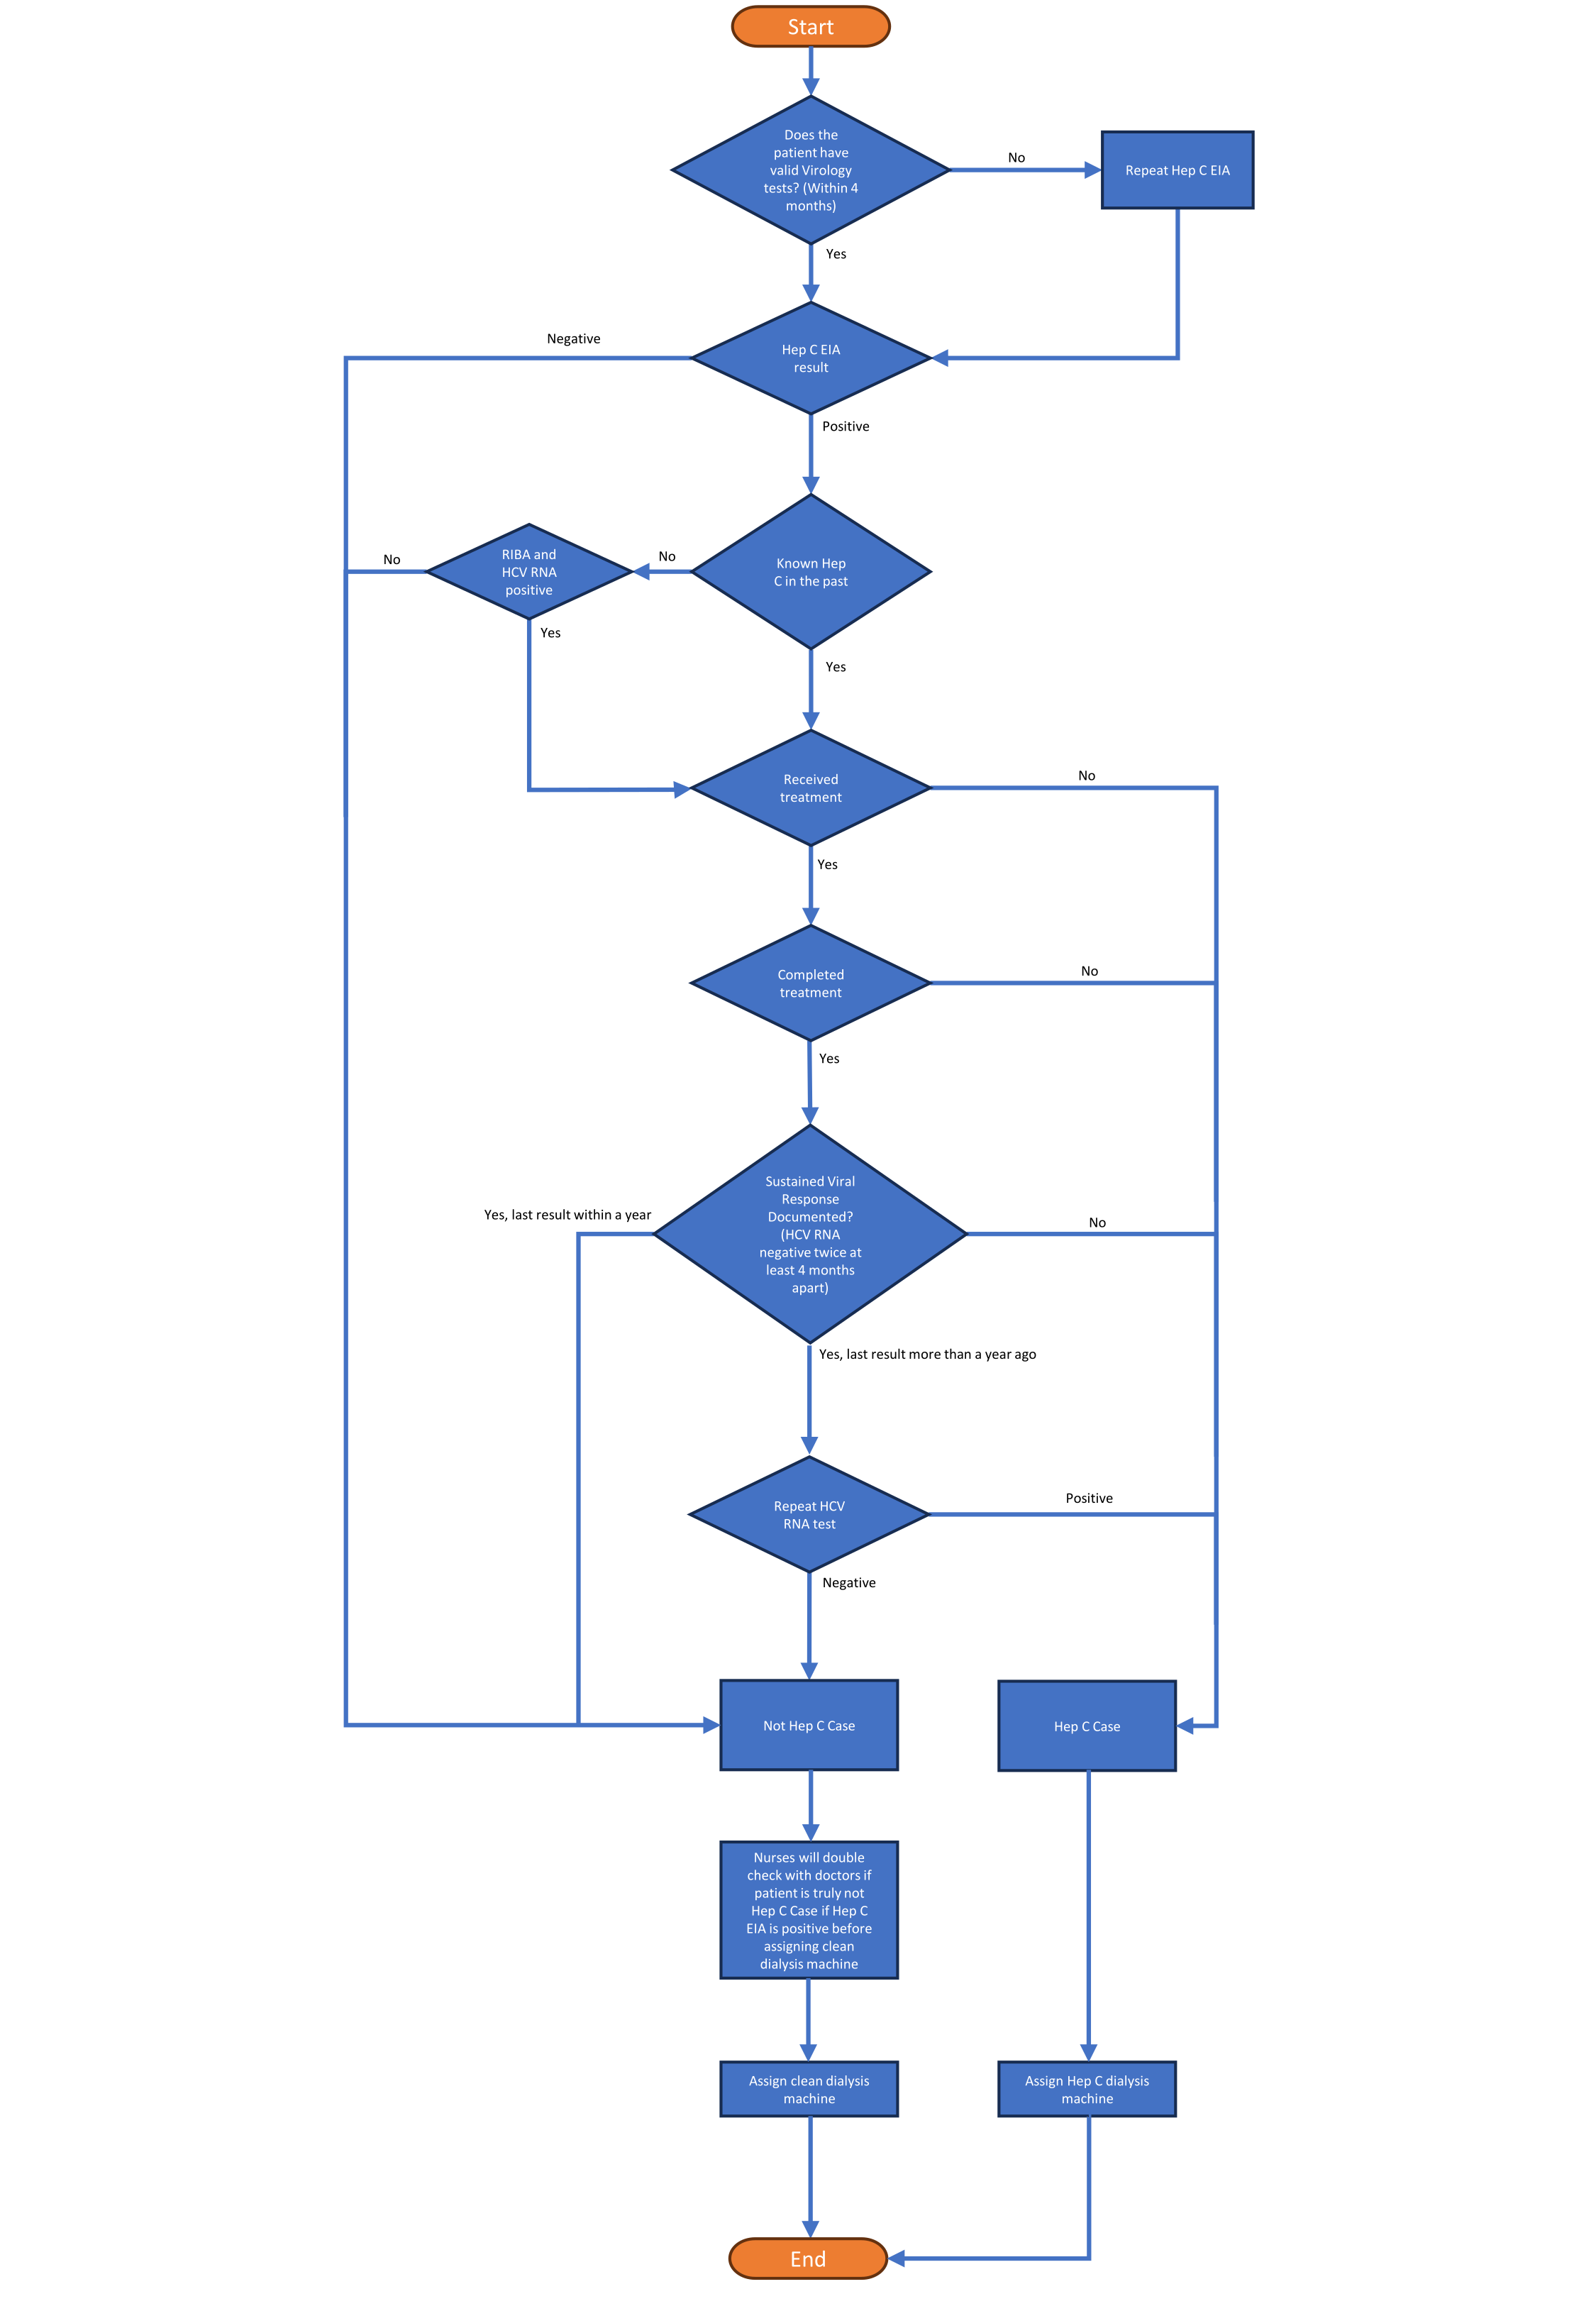 Start
Does the
patient have
valid Virology
tests? (Within 4
months)
No
Repeat Hep C EIA
Yes
Negative
Hep C EIA
result
Positive
No
RIBA and
HCV RNA
positive
No
Known Hep
C in the past
Yes
Yes
Received
treatment
No
Yes
Completed
treatment
No
Yes
Yes, last result within a year
Sustained Viral
Response
Documented?
(HCV RNA
negative twice at
least 4 months
apart)
No
Yes, last result more than a year ago
Repeat HCV
RNA test
Positive
Negative
Not Hep C Case
Hep C Case
Nurses will double
check with doctors if
patient is truly not
Hep C Case if Hep C
EIA is positive before
assigning clean
dialysis machine
Assign clean dialysis
machine
Assign Hep C dialysis
machine
End